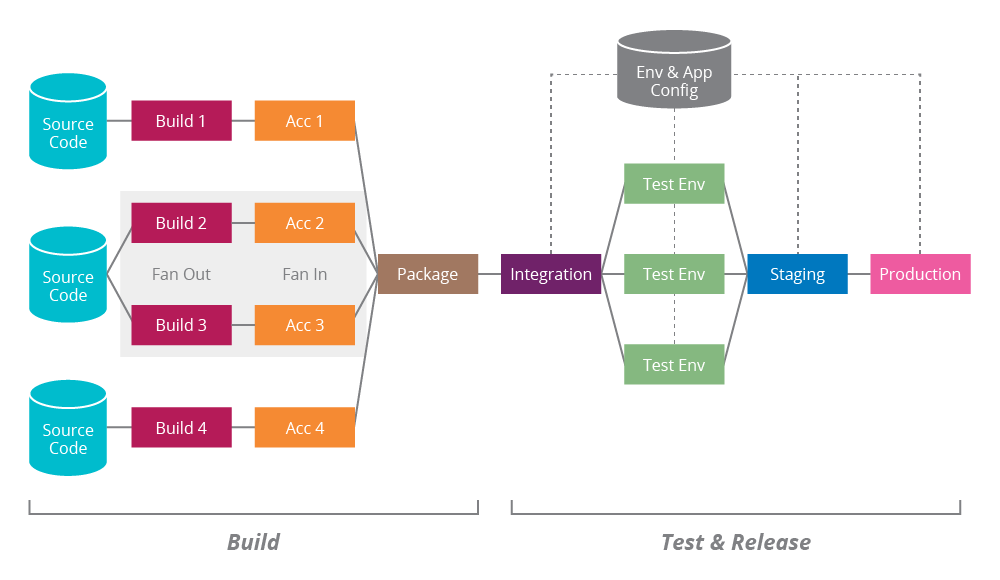 Env & App
Config
Source
Code
Build 1
Acc 1
Test Env
Build 2
Acc 2
Source
Code
Fan Out
Fan In
Package
Integration
Test Env
Staging
Production
Build 3
Acc 3
Test Env
Source
Code
Build 4
Acc 4
Build
Test & Release